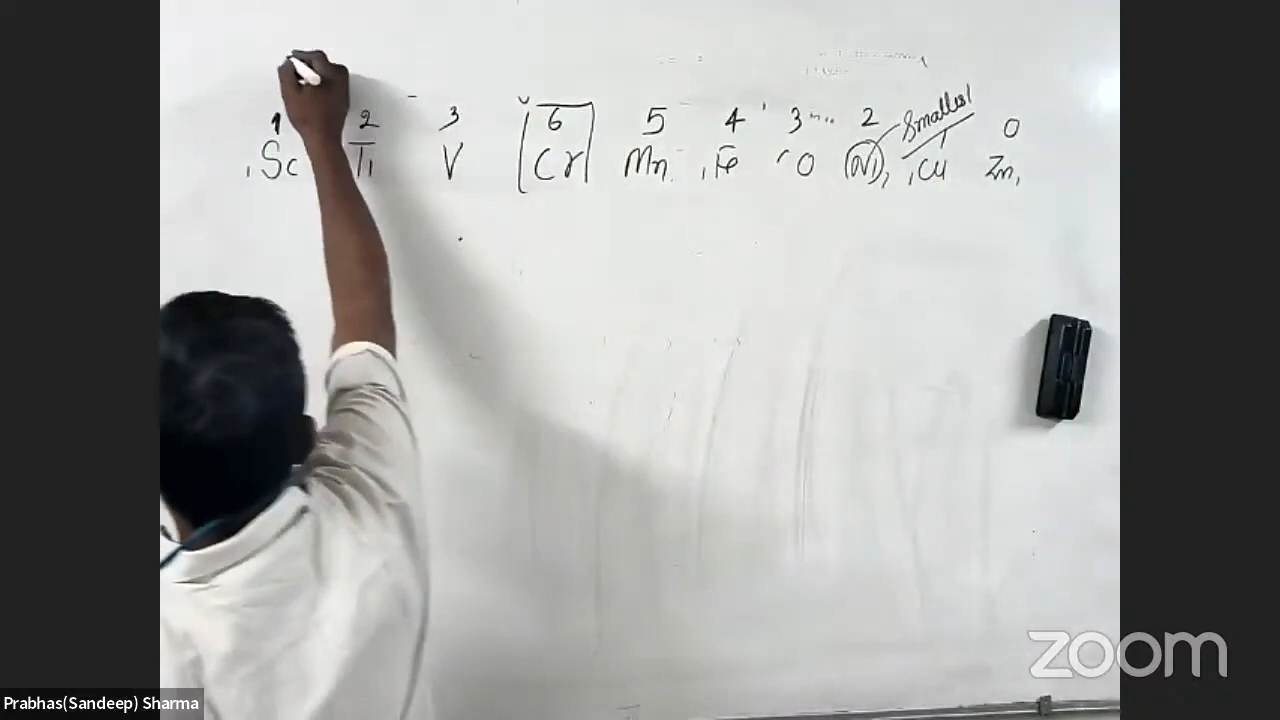 Smallest
1 2 3 6 5 4 3 2 1 0
Sc Ti V Cr Mn Fe CO Ni Cu Zn
zoom
Prabhas(Sandeep) Sharma